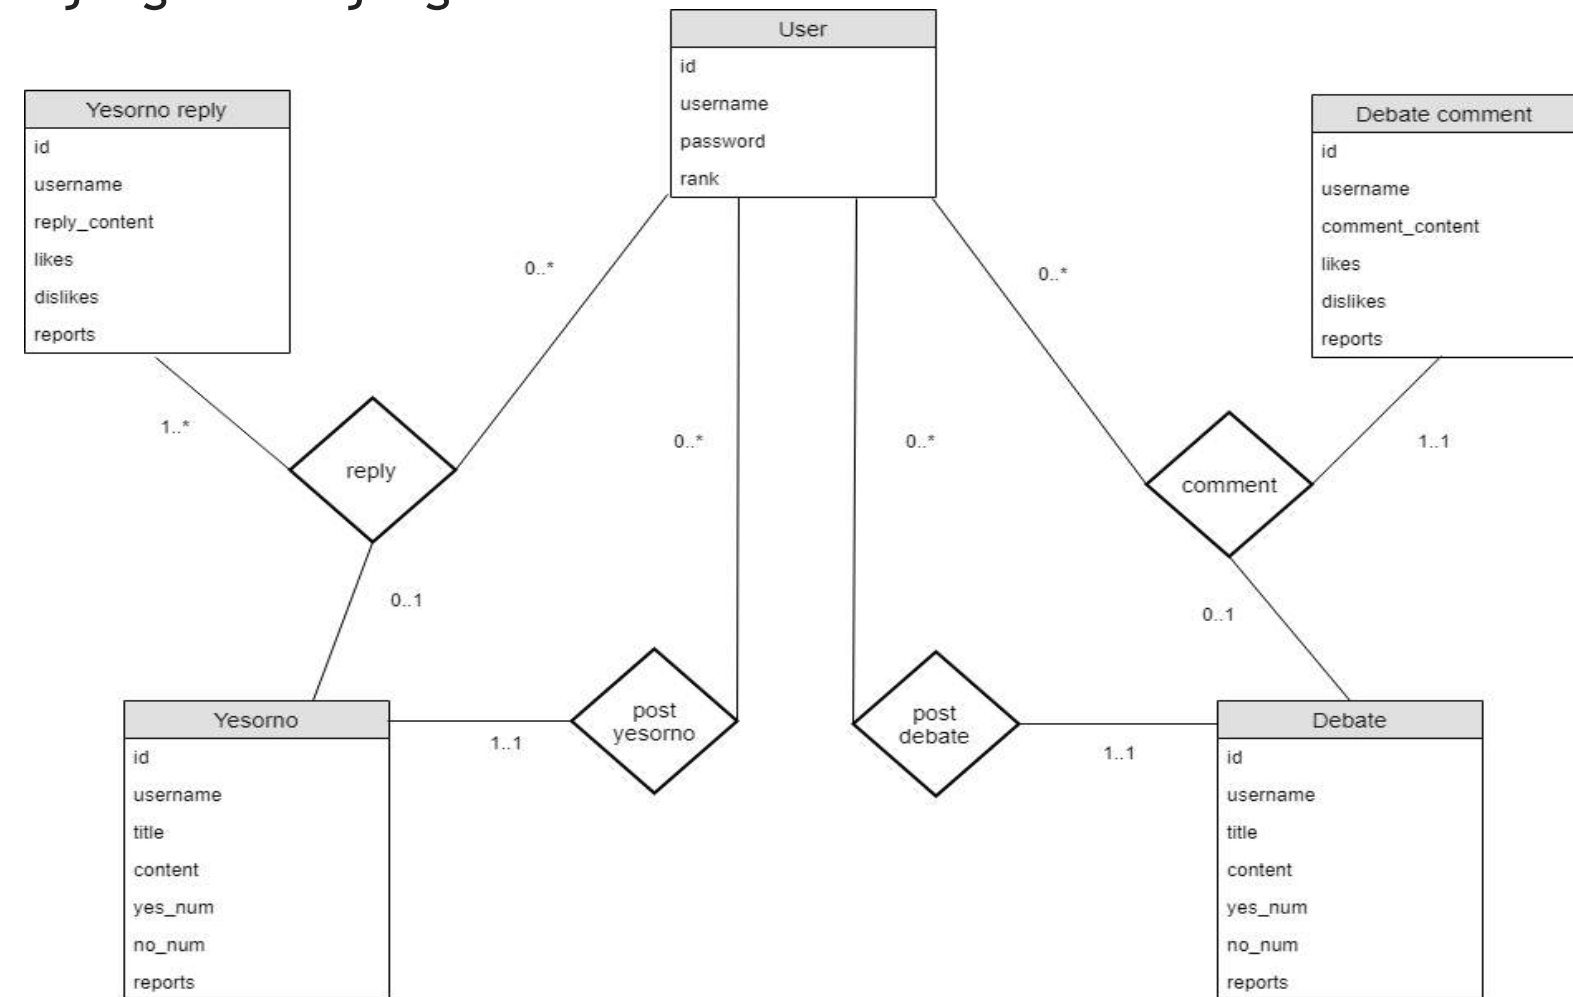 User
id
username
password
rank
Yesorno reply
id
username
reply_content
likes
dislikes
reports
Debate comment
id
username
comment_content
likes
dislikes
reports
0..*
0..*
1..*
reply
0..*
0..*
comment
1..1
0..1
0..1
post
yesorno
1..1
post
debate
1..1
Yesorno
id
username
title
content
yes_num
no_num
reports
Debate
id
username
title
content
yes_num
no_num
reports